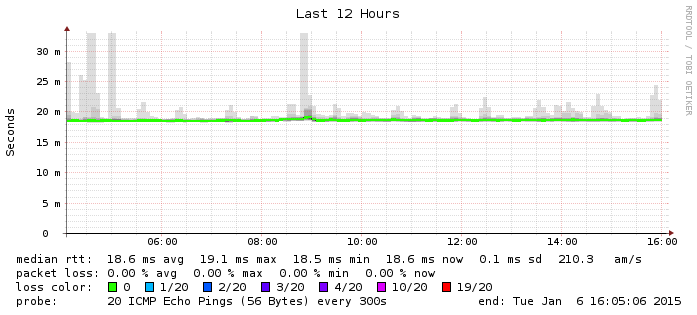 Last 12 Hours
RRDTOOL / TOBI OETIKER
Seconds
30 m
25 m
20 m
15 m
10 m
5 m
0
06:00 08:00 10:00 12:00 14:00 16:00
median rtt: 18.6 ms avg 19.1 ms max 18.5 ms min 18.6 ms now 0.1 ms sd 210.3 am/s
packet loss: 0.00 % avg 0.00 % max 0.00 % min 0.00 % now
loss color: 0 1/20 2/20 3/20 4/20 10/20 19/20
probe: 20 ICMP Echo Pings (56 Bytes) every 300s end: Tue Jan 6 16:05:06 2015